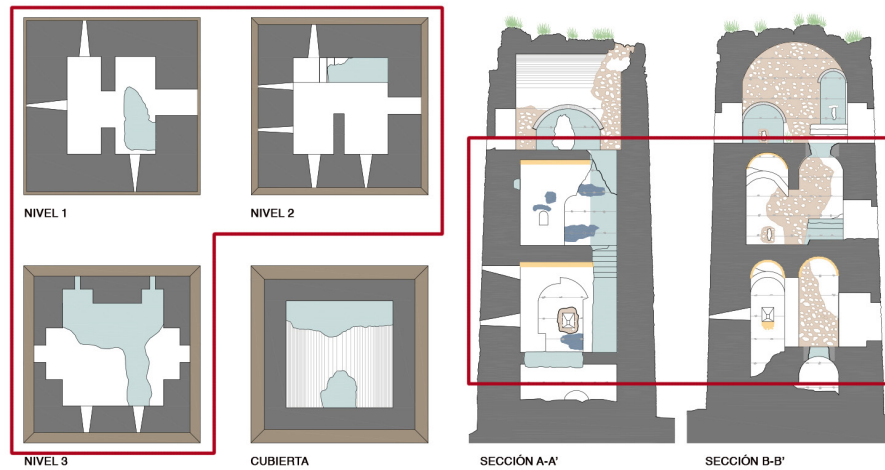 NIVEL 1
NIVEL 2
NIVEL 3
CUBIERTA
SECCIÓN A-A'
SECCIÓN B-B'